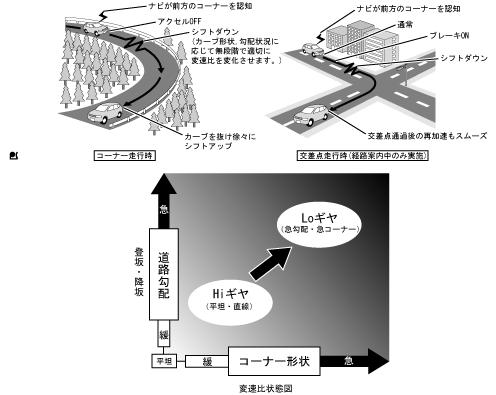 ナビが前方のコーナーを認知
アクセルOFF
シフトダウン
(カーブ形状、勾配状況に
応じて無段階で適切に
変速比を変化させます。)
カーブを抜け徐々に
シフトアップ
コーナー走行時
ナビが前方のコーナーを認知
通常
ブレーキON
シフトダウン
交差点通過後の再加速もスムーズ
交差点走行時(経路案内中のみ実施)
急
登坂・降坂
道路勾配
緩
平坦
緩
コーナー形状
急
Loギヤ
(急勾配・急コーナー)
Hiギヤ
(平坦・直線)
変速比状態図